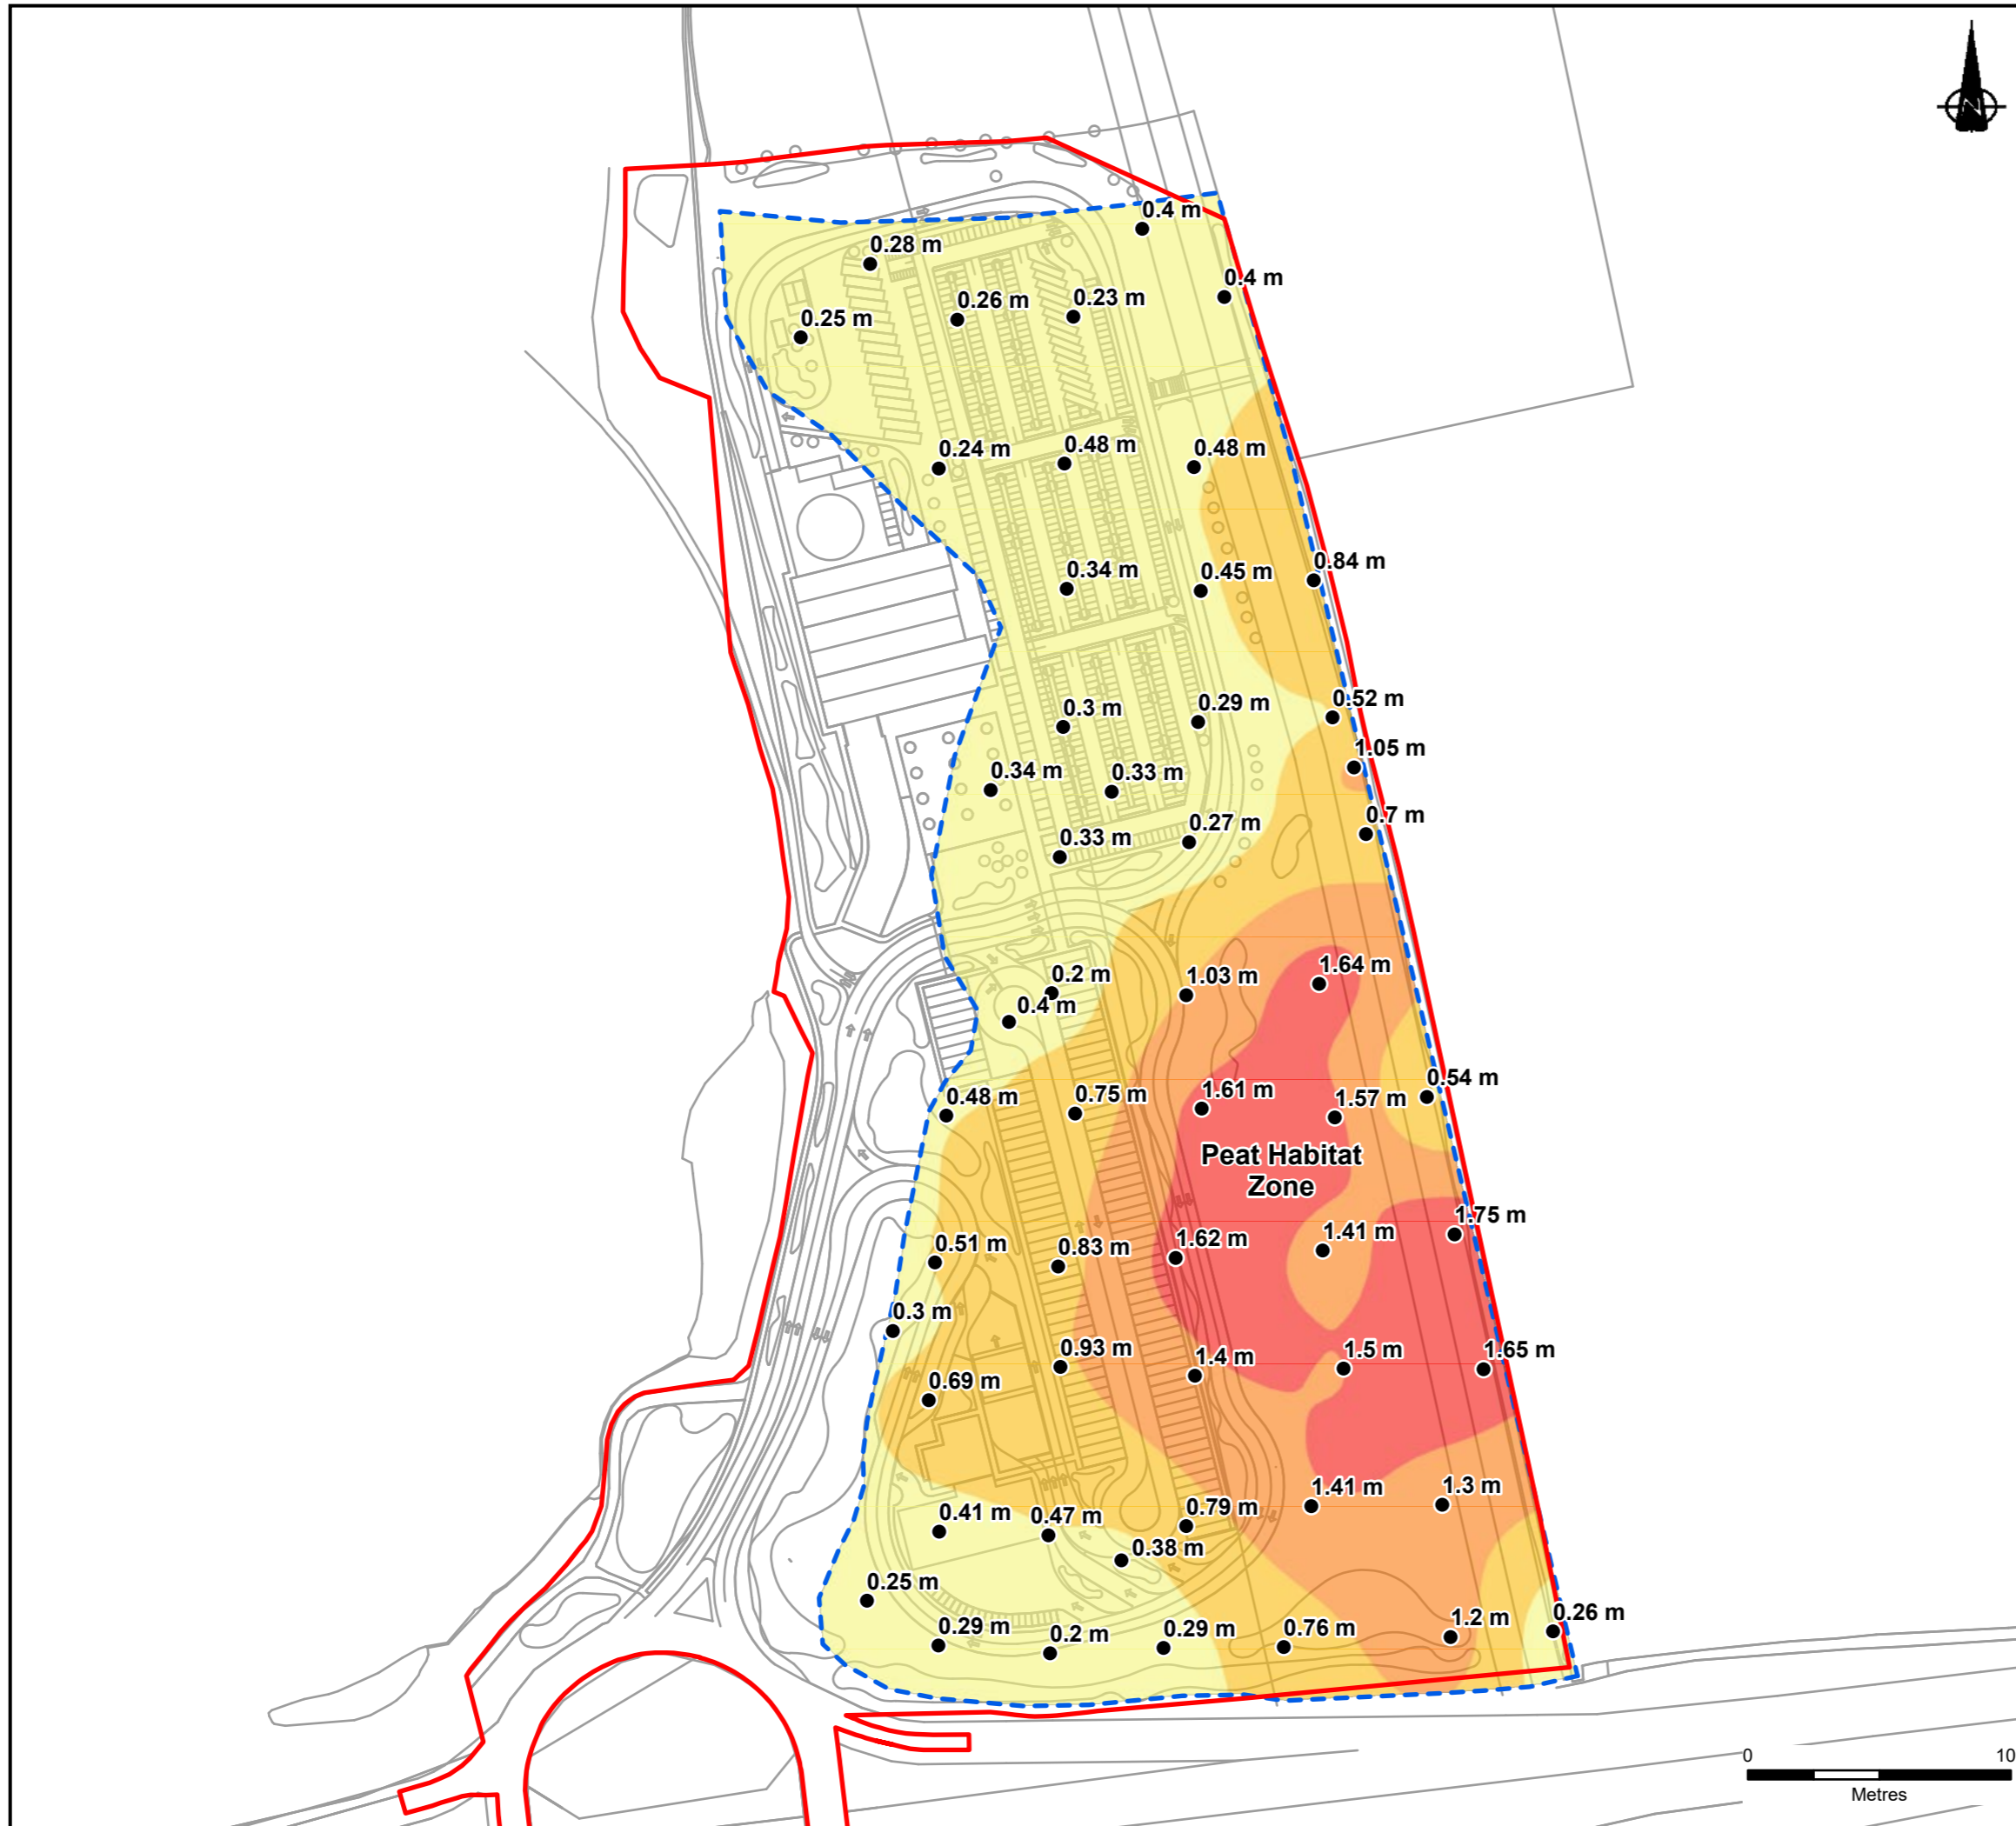 N
0.4 m
0.28 m
0.4 m
0.26 m
0.23 m
0.25 m
0.24 m
0.48 m
0.48 m
0.84 m
0.34 m
0.45 m
0.52 m
0.3 m
0.29 m
1.05 m
0.34 m
0.33 m
0.7 m
0.33 m
0.27 m
1.64 m
0.2 m
1.03 m
0.4 m
0.54 m
0.48 m
0.75 m
1.61 m
1.57 m
Peat Habitat
Zone
1.75 m
0.51 m
0.83 m
1.62 m
1.41 m
0.3 m
0.93 m
1.4 m
1.5 m
1.65 m
0.69 m
1.41 m
1.3 m
0.41 m
0.47 m
0.79 m
0.38 m
0.25 m
0.29 m
0.2 m
0.29 m
0.76 m
1.2 m
0.26 m
0
10
Metres